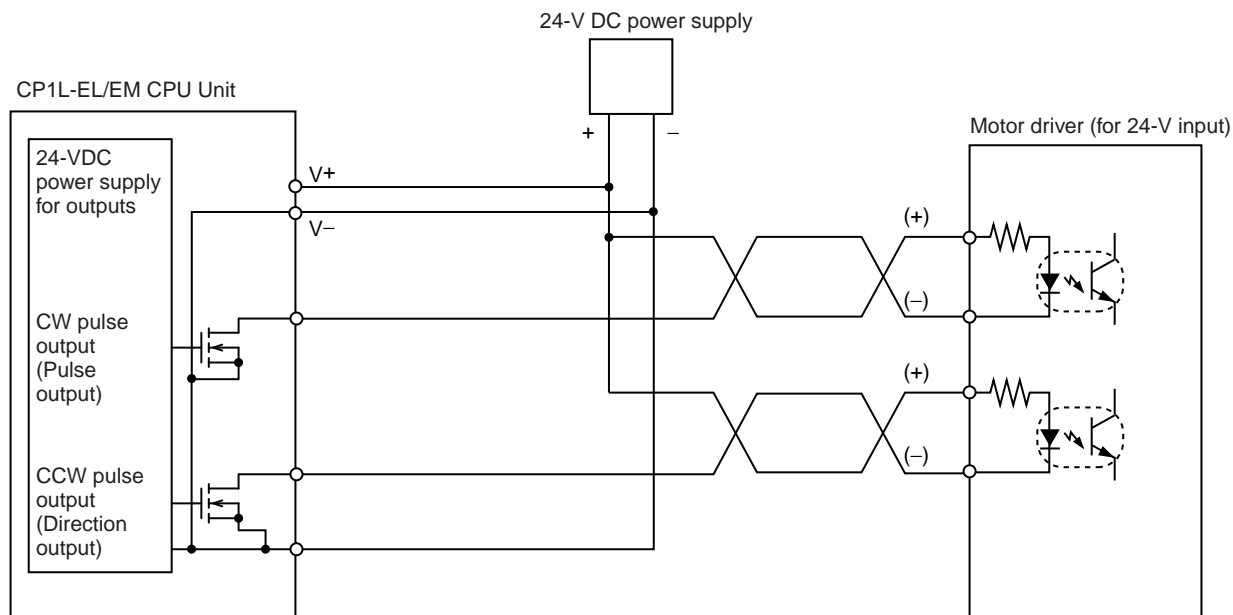 24-V DC power supply
CP1L-EL/EM CPU Unit
+
−
Motor driver (for 24-V input)
24-VDC
power supply
for outputs
V+
V−
(+)
(−)
CW pulse
output
(Pulse
output)
(+)
(−)
CCW pulse
output
(Direction
output)